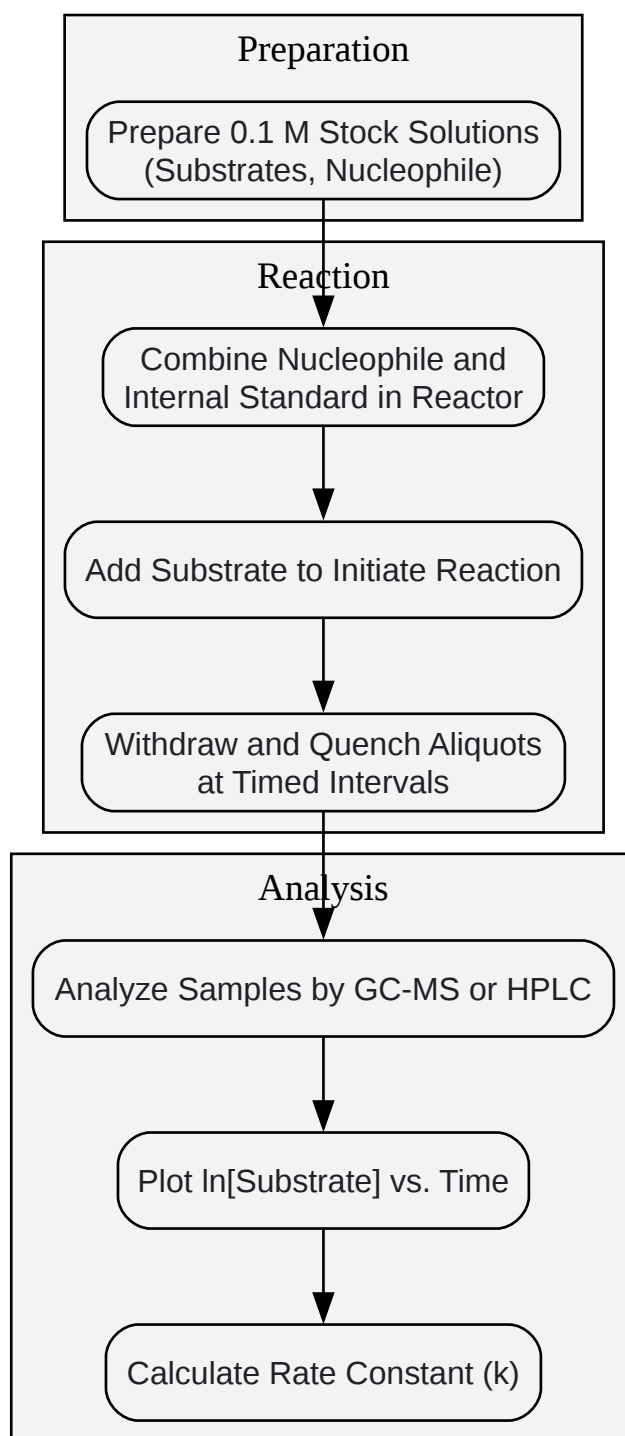 Preparation
Prepare 0.1 M Stock Solutions
(Substrates, Nucleophile)
Reaction
Combine Nucleophile and
Internal Standard in Reactor
Add Substrate to Initiate Reaction
Withdraw and Quench Aliquots
at Timed Intervals
Analysis
Analyze Samples by GC-MS or HPLC
Plot ln[Substrate] vs. Time
Calculate Rate Constant (k)